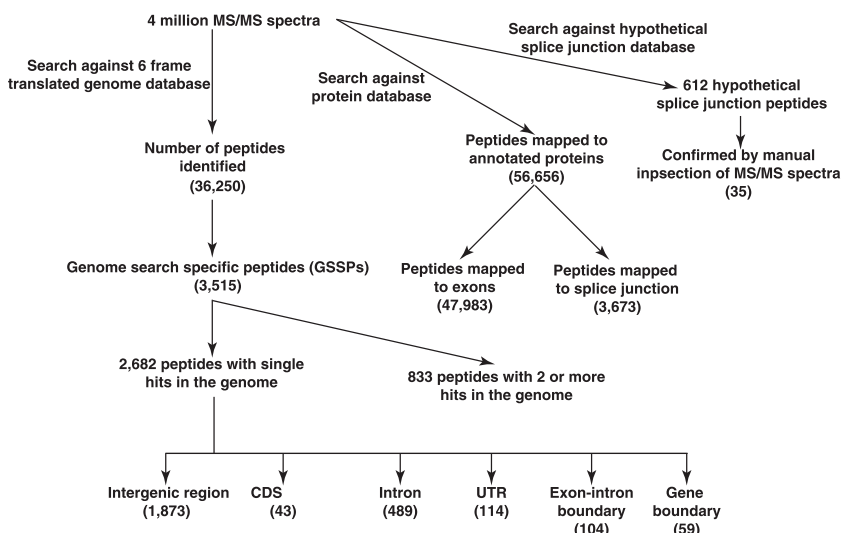 4 million MS/MS spectra
Search against hypothetical
splice junction database
Search against 6 frame
translated genome database
Search against
protein database
612 hypothetical
splice junction peptides
Number of peptides
identified
(36,250)
Peptides mapped to
annotated proteins
(56,656)
Confirmed by manual
inpsection of MS/MS spectra
(35)
Genome search specific peptides (GSSPs)
(3,515)
Peptides mapped
to exons
(47,983)
Peptides mapped
to splice junction
(3,673)
2,682 peptides with single
hits in the genome
833 peptides with 2 or more
hits in the genome
Intergenic region
(1,873)
CDS
(43)
Intron
(489)
UTR
(114)
Exon-intron
boundary
(104)
Gene
boundary
(59)